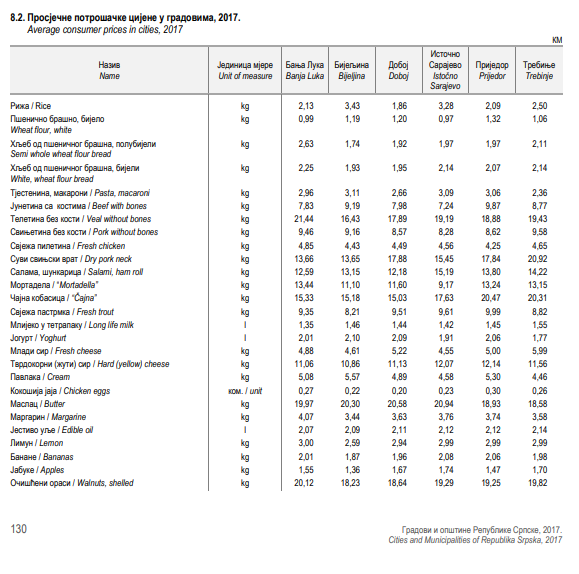 8.2. Просјечне потрошачке цијене у градовима, 2017.
Average consumer prices in cities, 2017
КМ
Назив Јединица мјере Бања Лука Бијељина Добој Источно Сарајево Приједор Требиње
Name Unit of measure Banja Luka Bijeljina Doboj Istočno Sarajevo Prijedor Trebinje
Рижа / Rice kg 2,13 3,43 1,86 3,28 2,09 2,50
Пшенично брашно, бијело kg 0,99 1,19 1,20 0,97 1,32 1,06
Wheat flour, white
Хљеб од пшеничног брашна, полубијели kg 2,63 1,74 1,92 1,97 1,97 2,11
Semi whole wheat flour bread
Хљеб од пшеничног брашна, бијели kg 2,25 1,93 1,95 2,14 2,07 2,14
White, wheat flour bread
Тјестенина, макарони / Pasta, macaroni kg 2,96 3,11 2,66 3,09 3,06 2,36
Јунетина са костима / Beef with bones kg 7,83 9,19 7,98 7,24 9,87 8,77
Телетина без кости / Veal without bones kg 21,44 16,43 17,89 19,19 18,88 19,43
Свињетина без кости / Pork without bones kg 9,46 9,16 8,57 8,28 8,62 9,58
Свјежа пилетина / Fresh chicken kg 4,85 4,43 4,49 4,56 4,25 4,65
Суви свињски врат / Dry pork neck kg 13,66 13,65 17,88 15,45 17,84 20,92
Салама, шункарица / Salami, ham roll kg 12,59 13,15 12,18 15,19 13,80 14,22
Мортадела / “Mortadella” kg 13,44 11,10 11,60 9,17 13,24 13,15
Чајна кобасица / “Čajna” kg 15,33 15,18 15,03 17,63 20,47 20,31
Свјежа пастрмка / Fresh trout kg 9,35 8,21 9,51 9,61 9,99 8,82
Млијеко у тетрапаку / Long life milk l 1,35 1,46 1,44 1,42 1,45 1,55
Јогурт / Yoghurt l 2,01 2,10 2,09 1,91 2,06 1,77
Млади сир / Fresh cheese kg 4,88 4,61 5,22 4,55 5,00 5,99
Тврдокорни (жути) сир / Hard (yellow) cheese kg 11,06 10,86 11,13 12,07 12,14 11,56
Павлака / Cream kg 5,08 5,57 4,89 4,58 5,30 4,46
Кокошија јаја / Chicken eggs ком. / unit 0,27 0,22 0,20 0,23 0,30 0,26
Маслац / Butter kg 19,97 20,30 20,58 20,94 18,93 18,58
Маргарин / Margarine kg 4,07 3,44 3,63 3,76 3,74 3,58
Јестиво уље / Edible oil l 2,07 2,09 2,11 2,12 2,12 2,14
Лимун / Lemon kg 3,00 2,59 2,94 2,99 2,99 2,99
Банане / Bananas kg 2,01 1,87 1,96 2,08 2,06 1,98
Јабуке / Apples kg 1,55 1,36 1,67 1,74 1,47 1,70
Очишћени ораси / Walnuts, shelled kg 20,12 18,23 18,64 19,29 19,25 19,82
130
Градови и општине Републике Српске, 2017.
Cities and Municipalities of Republika Srpska, 2017